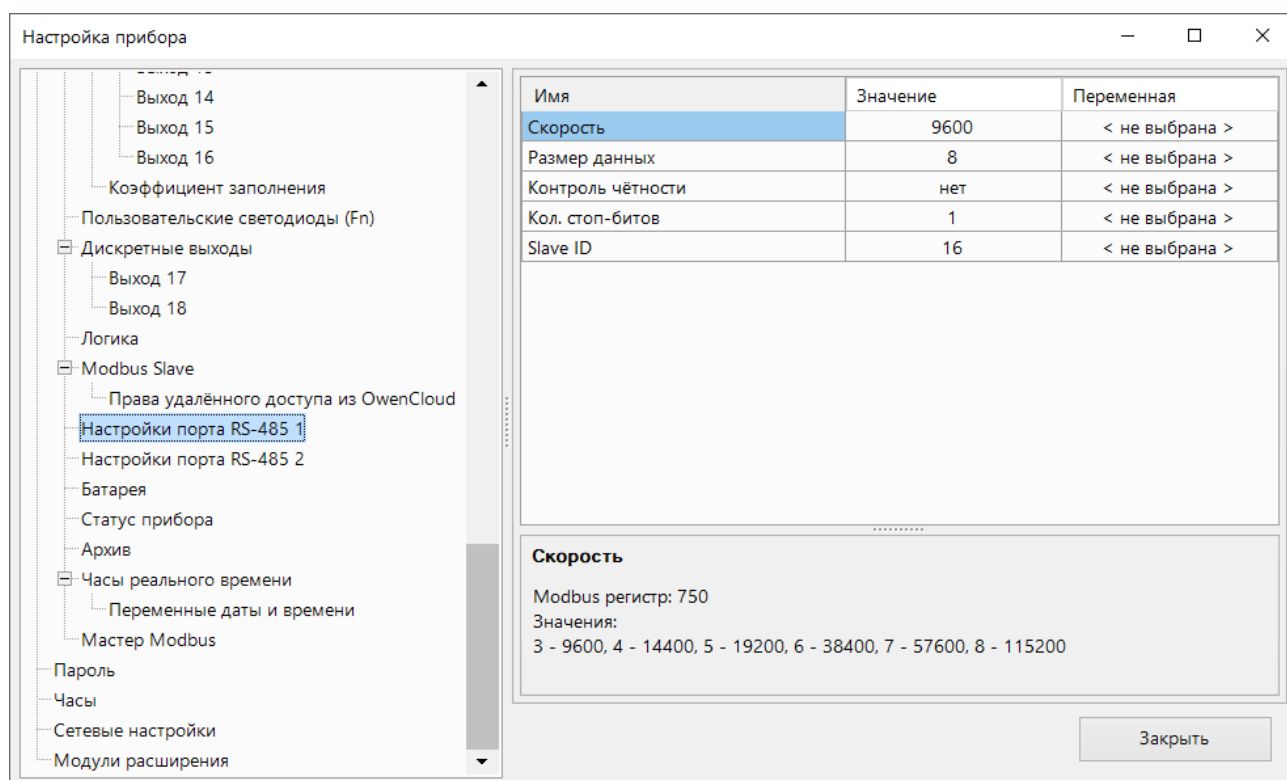 Настройка прибора
Выход 14
Выход 15
Выход 16
Коэффициент заполнения
Пользовательские светодиоды (Fn)
Дискретные выходы
Выход 17
Выход 18
Логика
Modbus Slave
Права удалённого доступа из OwenCloud
Настройки порта RS-485 1
Настройки порта RS-485 2
Батарея
Статус прибора
Архив
Часы реального времени
Переменные даты и времени
Мастер Modbus
Пароль
Часы
Сетевые настройки
Модули расширения
Имя Значение Переменная
Скорость 9600 < не выбрана >
Размер данных 8 < не выбрана >
Контроль чётности нет < не выбрана >
Кол. стоп-битов 1 < не выбрана >
Slave ID 16 < не выбрана >
Скорость
Modbus регистр: 750
Значения:
3 - 9600, 4 - 14400, 5 - 19200, 6 - 38400, 7 - 57600, 8 - 115200
Закрыть